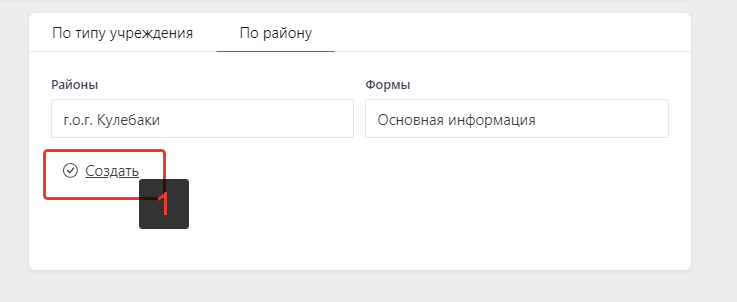 По типу учреждения По району
Районы Формы
г.о.г. Кулебаки Основная информация
Создать
1